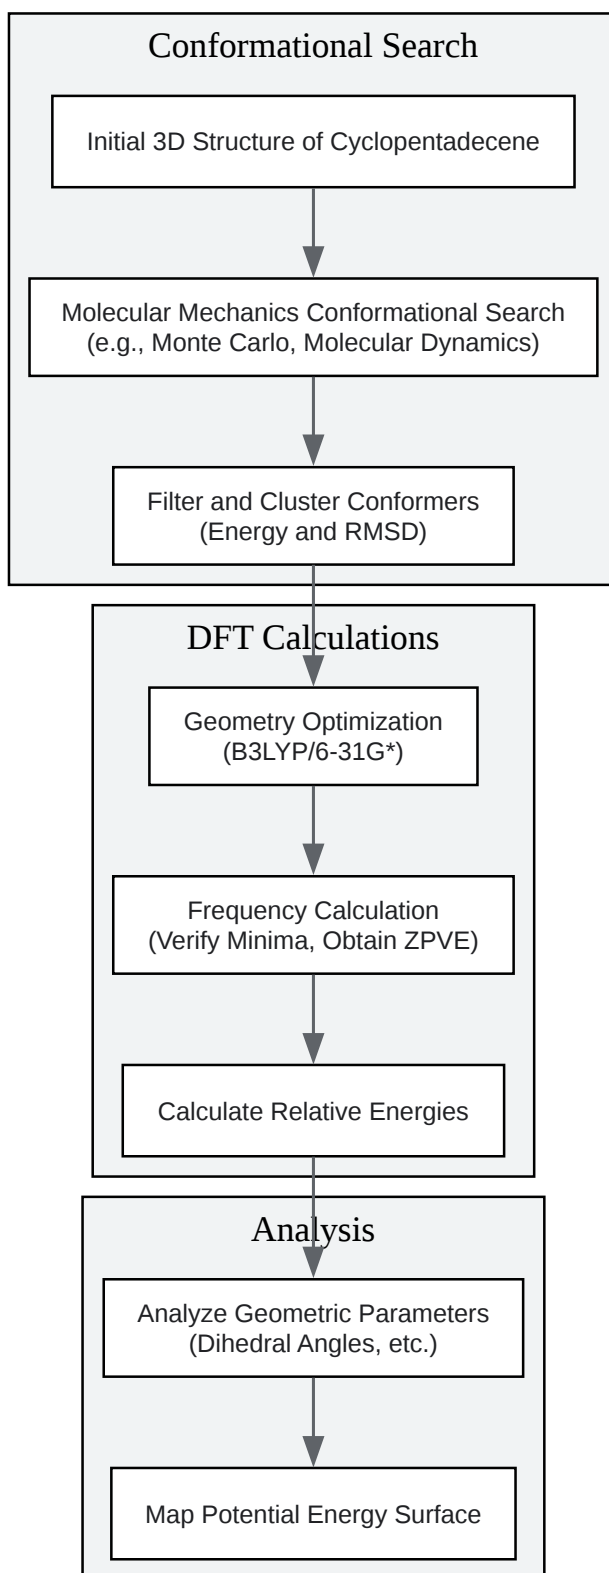 Conformational Search
Initial 3D Structure of Cyclopentadecene
Molecular Mechanics Conformational Search
(e.g., Monte Carlo, Molecular Dynamics)
Filter and Cluster Conformers
(Energy and RMSD)
DFT Calculations
Geometry Optimization
(B3LYP/6-31G*)
Frequency Calculation
(Verify Minima, Obtain ZPVE)
Calculate Relative Energies
Analysis
Analyze Geometric Parameters
(Dihedral Angles, etc.)
Map Potential Energy Surface